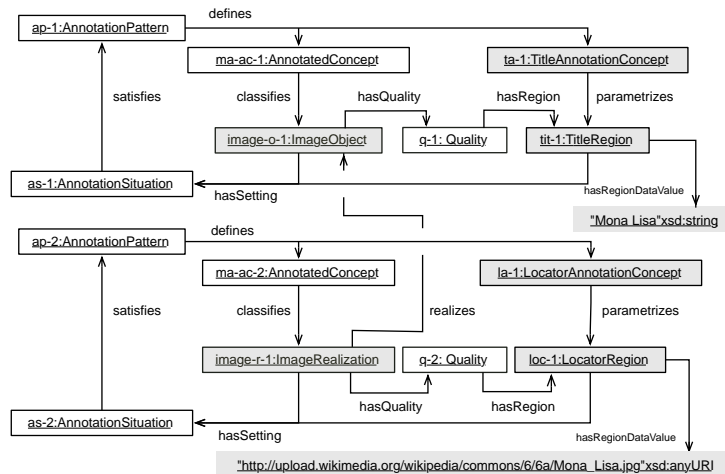 defines
ap-1:AnnotationPattern
ma-ac-1:AnnotatedConcept
ta-1:TitleAnnotationConcept
satisfies
classifies
hasQuality
hasRegion
parametrizes
image-o-1:ImageObject
q-1: Quality
tit-1:TitleRegion
as-1:AnnotationSituation
hasSetting
hasRegionDataValue
"Mona Lisa"xsd:string
defines
ap-2:AnnotationPattern
ma-ac-2:AnnotatedConcept
la-1:LocatorAnnotationConcept
satisfies
classifies
realizes
parametrizes
image-r-1:ImageRealization
q-2: Quality
loc-1:LocatorRegion
hasQuality
hasRegion
as-2:AnnotationSituation
hasSetting
hasRegionDataValue
"http://upload.wikimedia.org/wikipedia/commons/6/6a/Mona_Lisa.jpg"xsd:anyURI